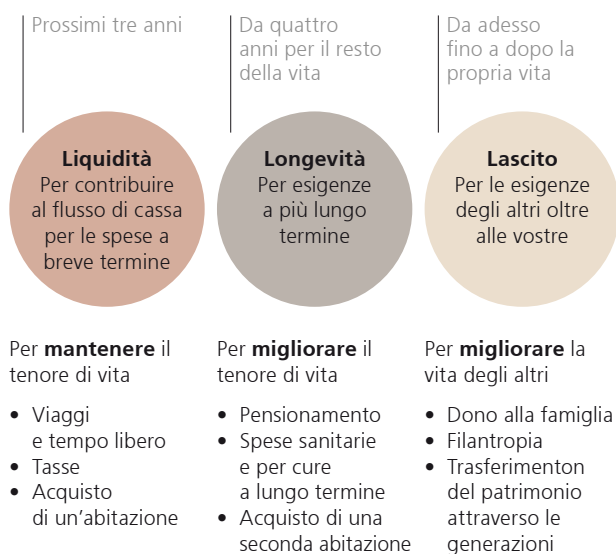 Prossimi tre anni
Da quattro
anni per il resto
della vita
Da adesso
fino a dopo la
propria vita
Liquidità
Per contribuire
al flusso di cassa
per le spese a
breve termine
Longevità
Per esigenze
a più lungo
termine
Lascito
Per le esigenze
degli altri oltre
alle vostre
Per mantenere il
tenore di vita
• Viaggi
e tempo libero
• Tasse
• Acquisto
di un’abitazione
Per migliorare il
tenore di vita
• Pensionamento
• Spese sanitarie
e per cure
a lungo termine
• Acquisto di una
seconda abitazione
Per migliorare la
vita degli altri
• Dono alla famiglia
• Filantropia
• Trasferimenton
del patrimonio
attraverso le
generazioni